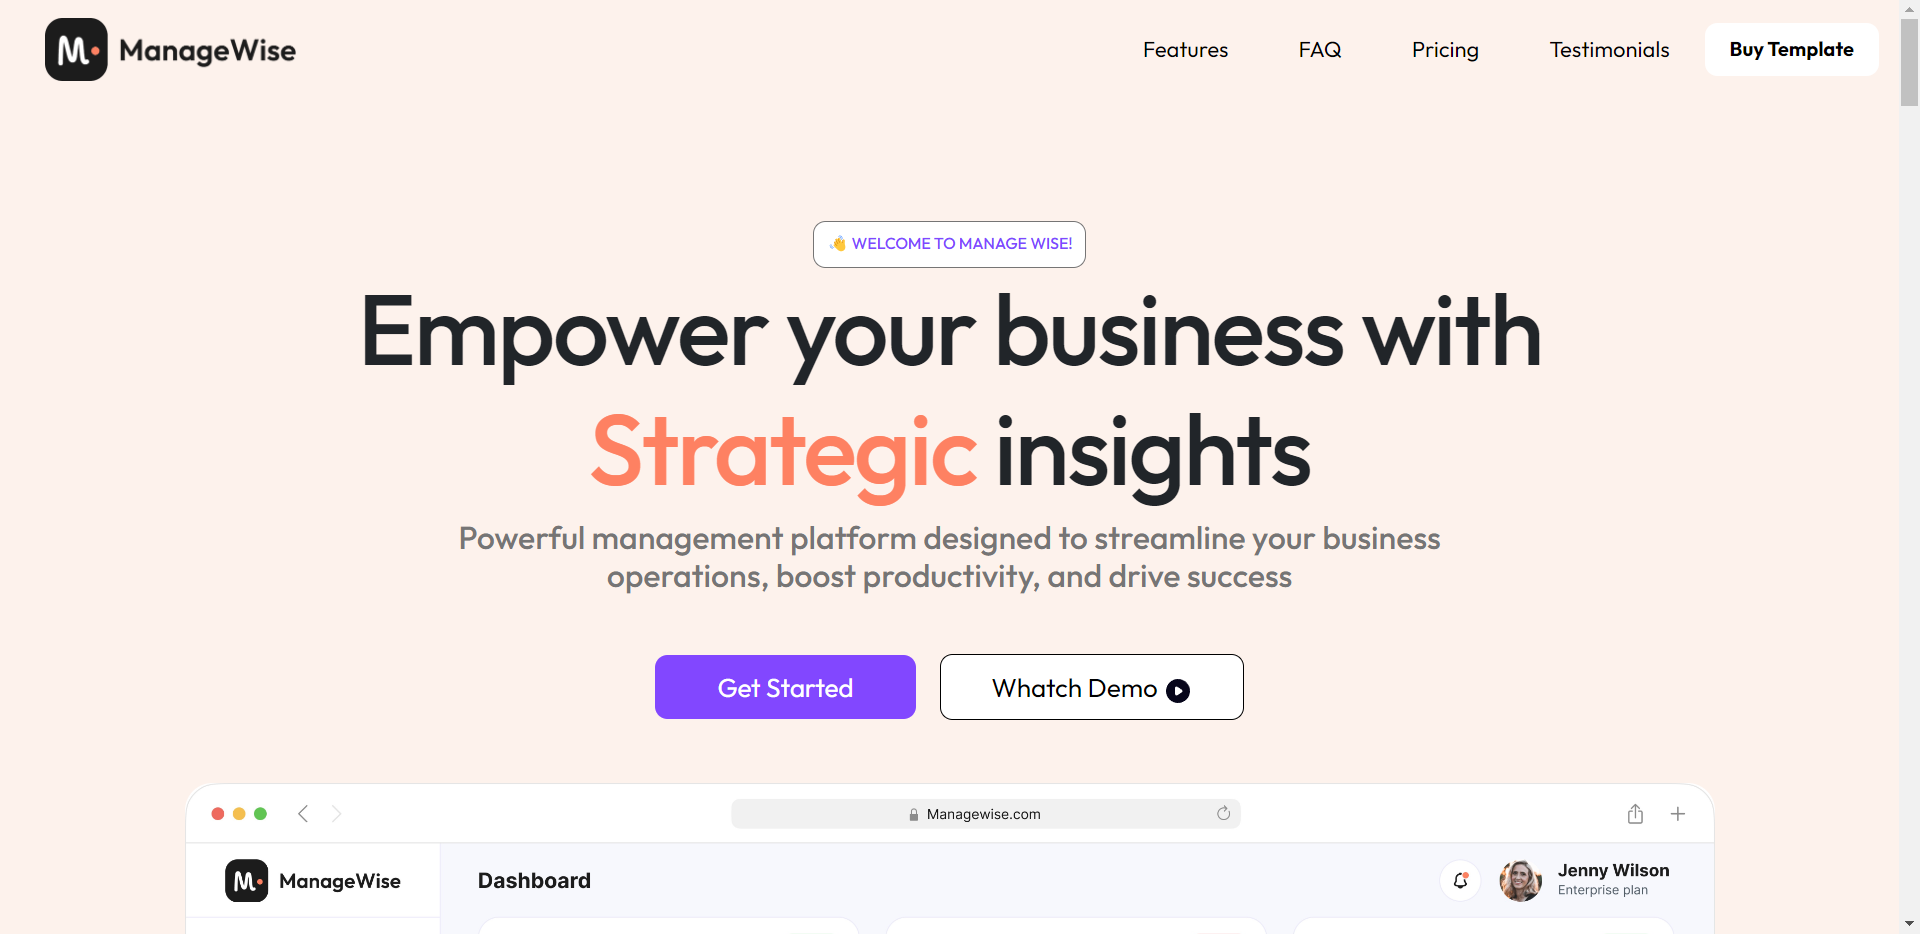 M. ManageWise
Features FAQ Pricing Testimonials Buy Template
👋 WELCOME TO MANAGE WISE!
Empower your business with
Strategic insights
Powerful management platform designed to streamline your business
operations, boost productivity, and drive success
Get Started Whatch Demo
Managewise.com
M. ManageWise
Dashboard
Jenny Wilson
Enterprise plan